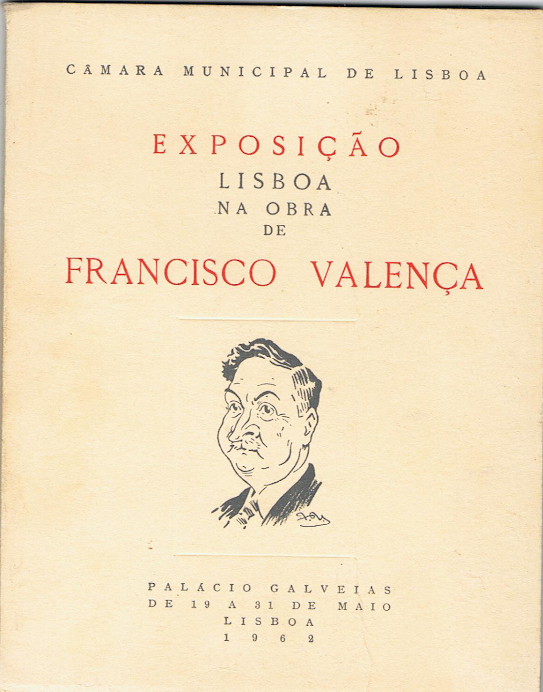 CÂMARA MUNICIPAL DE LISBOA
EXPOSIÇÃO
LISBOA
NA OBRA
DE
FRANCISCO VALENÇA
PALÁCIO GALVEIAS
DE 19 A 31 DE MAIO
LISBOA
1962